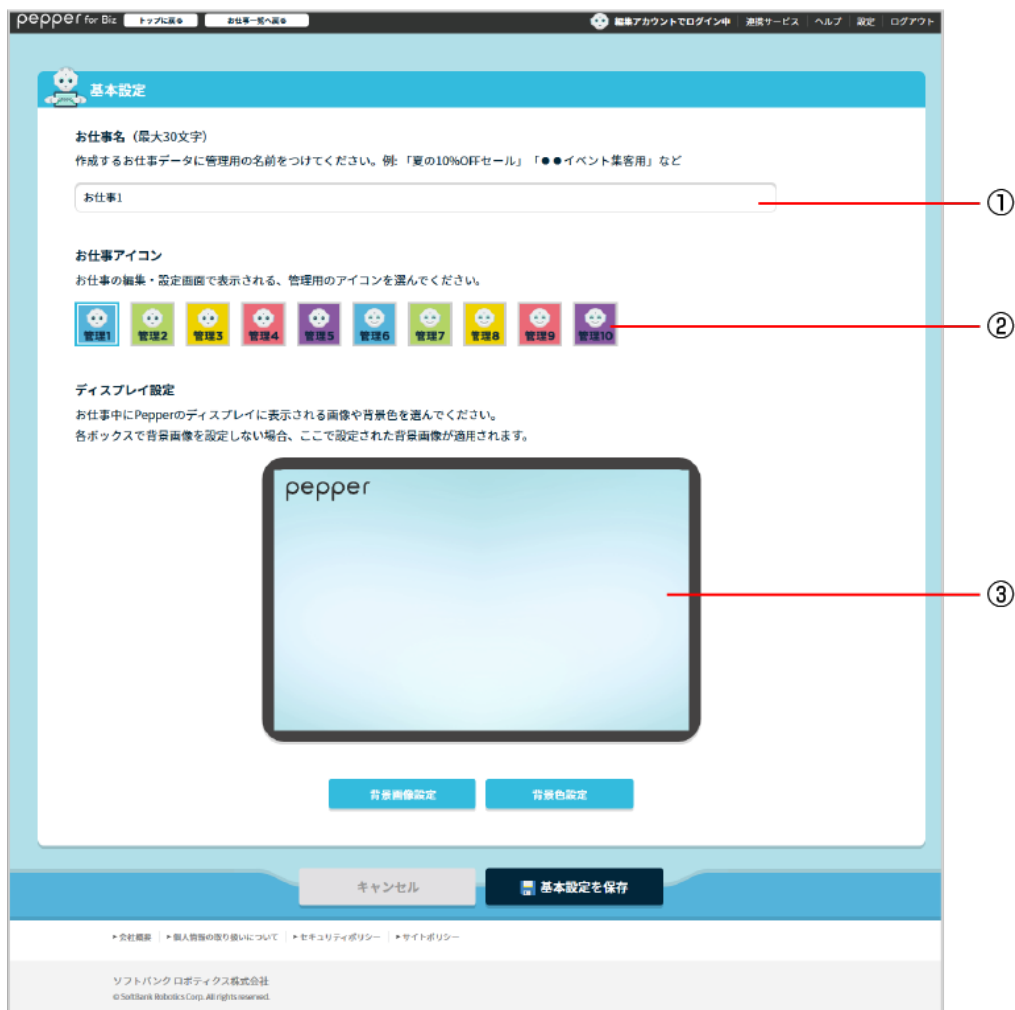 pepper for Biz トップに戻る お仕事一覧へ戻る 編集アカウントでログイン中 連携サービス ヘルプ 設定 ログアウト
基本設定
お仕事名（最大30文字）
作成するお仕事データに管理用の名前をつけてください。例:「夏の10%OFFセール」「●●イベント集客用」など
お仕事1
①
お仕事アイコン
お仕事の編集・設定画面で表示される、管理用のアイコンを選んでください。
管理1 管理2 管理3 管理4 管理5 管理6 管理7 管理8 管理9 管理10
②
ディスプレイ設定
お仕事中にPepperのディスプレイに表示される画像や背景色を選んでください。
各ボックスで背景画像を設定しない場合、ここで設定された背景画像が適用されます。
pepper
③
背景画像設定 背景色設定
キャンセル 基本設定を保存
▶会社概要 ▶個人情報の取り扱いについて ▶セキュリティポリシー ▶サイトポリシー
ソフトバンク ロボティクス株式会社
© SoftBank Robotics Corp. All rights reserved.